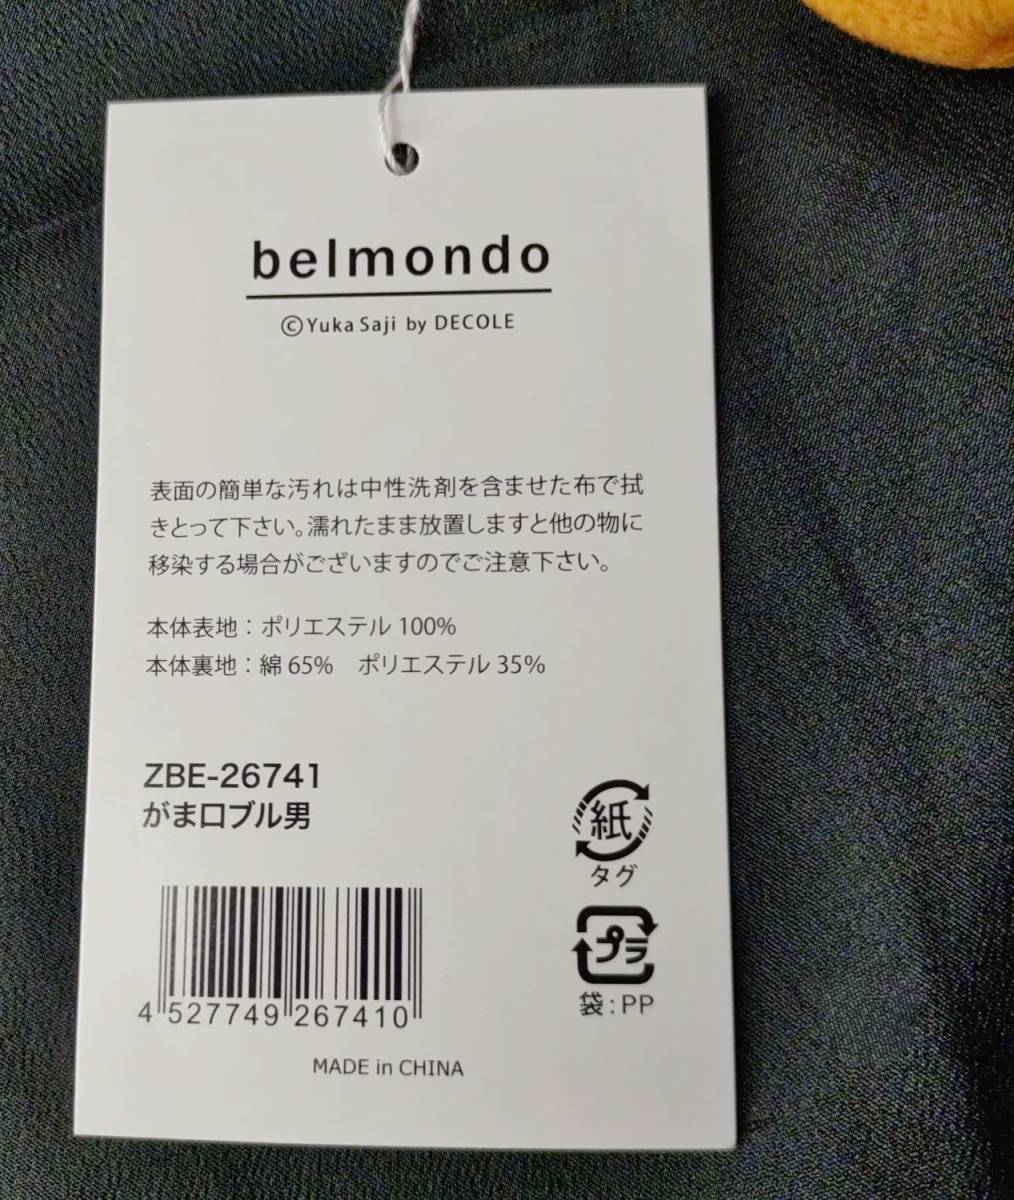 belmondo
©Yuka Saji by DECOLE
表面の簡単な汚れは中性洗剤を含ませた布で拭
きとって下さい。濡れたまま放置しますと他の物に
移染する場合がございますのでご注意下さい。
本体表地：ポリエステル 100%
本体裏地：綿 65%　ポリエステル 35%
ZBE-26741
がま口ブル男
紙
タグ
プラ
袋：PP
4 527749 267410
MADE in CHINA